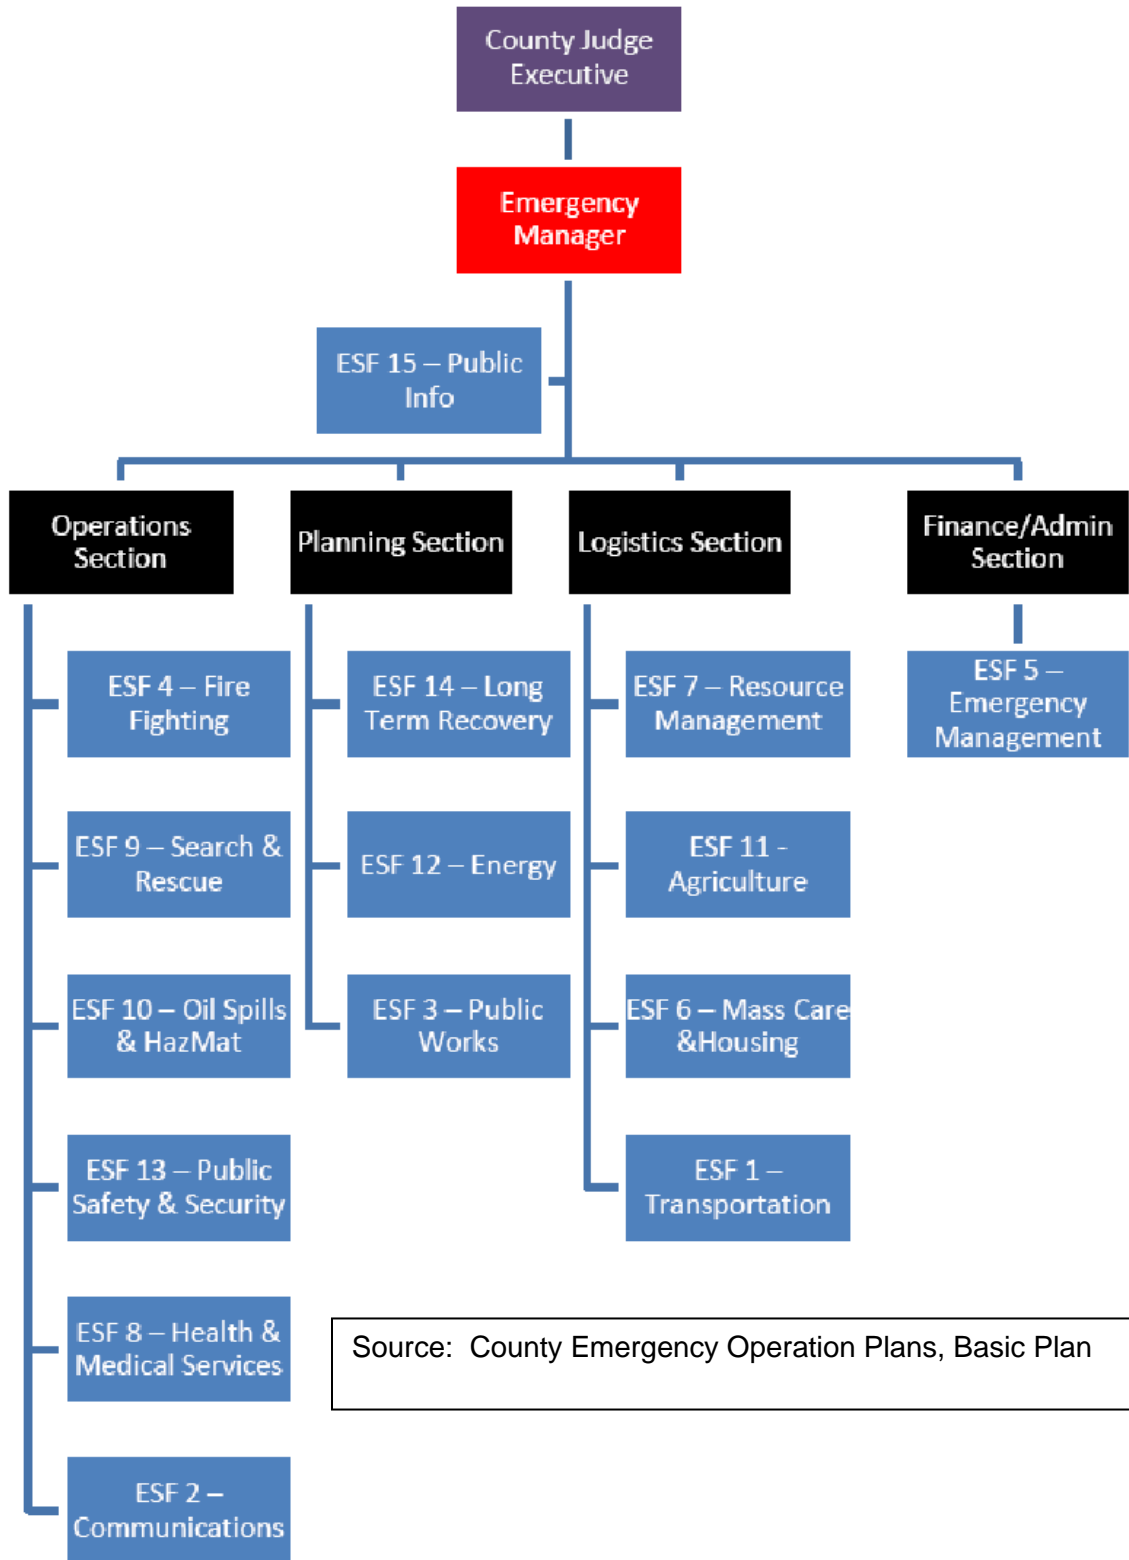 County Judge
Executive
Emergency
Manager
ESF 15 – Public
Info
Operations
Section
Planning Section
Logistics Section
Finance/Admin
Section
ESF 4 – Fire
Fighting
ESF 9 – Search &
Rescue
ESF 10 – Oil Spills
& HazMat
ESF 13 – Public
Safety & Security
ESF 8 – Health &
Medical Services
ESF 2 –
Communications
ESF 14 – Long
Term Recovery
ESF 12 – Energy
ESF 3 – Public
Works
ESF 7 – Resource
Management
ESF 11 -
Agriculture
ESF 6 – Mass Care
&Housing
ESF 1 –
Transportation
ESF 5 –
Emergency
Management
Source:  County Emergency Operation Plans, Basic Plan